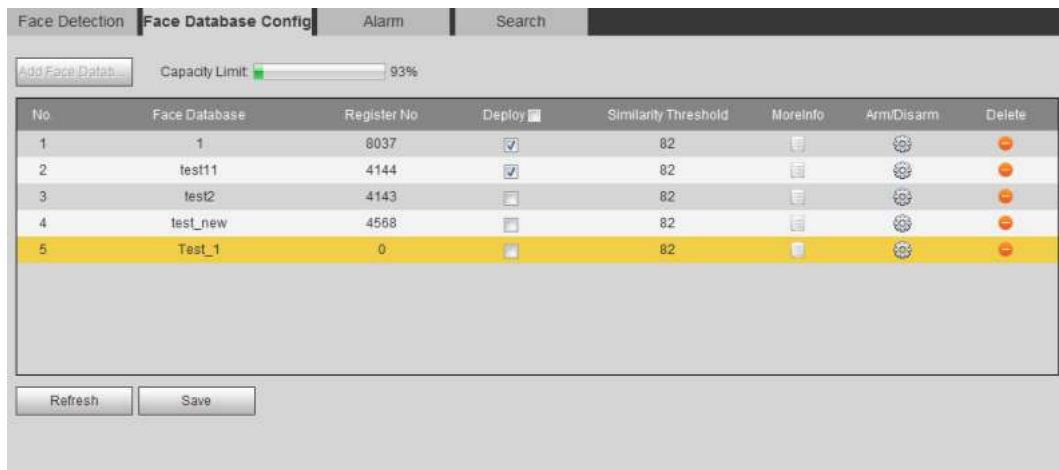 Face Detection Face Database Config Alarm Search
Add Face Datab... Capacity Limit: 93%
No. Face Database Register No Deploy Similarity Threshold MoreInfo Arm/Disarm Delete
1 1 8037 82
2 test11 4144 82
3 test2 4143 82
4 test_new 4568 82
5 Test_1 0 82
Refresh Save